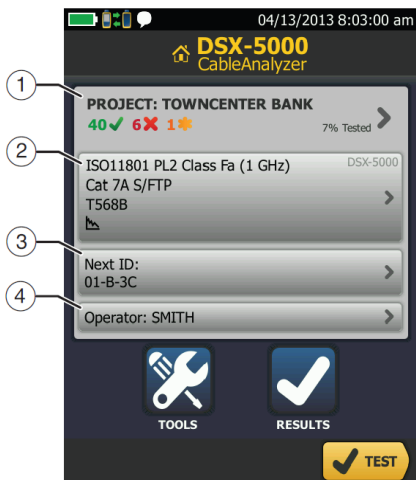 04/13/2013 8:03:00 am
DSX-5000
CableAnalyzer
1
PROJECT: TOWNCENTER BANK
40 6 1
7% Tested
2
ISO11801 PL2 Class Fa (1 GHz)
DSX-5000
Cat 7A S/FTP
T568B
3
Next ID:
01-B-3C
4
Operator: SMITH
TOOLS
RESULTS
TEST